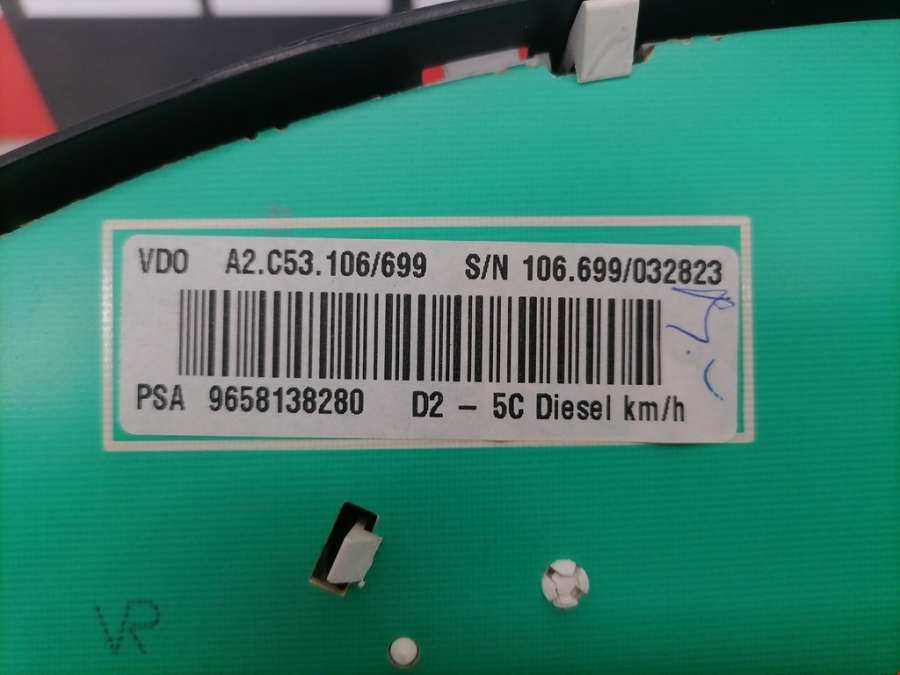 VDO A2.C53.106/699 S/N 106.699/032823
PSA 9658138280 D2 - 5C Diesel km/h
VR